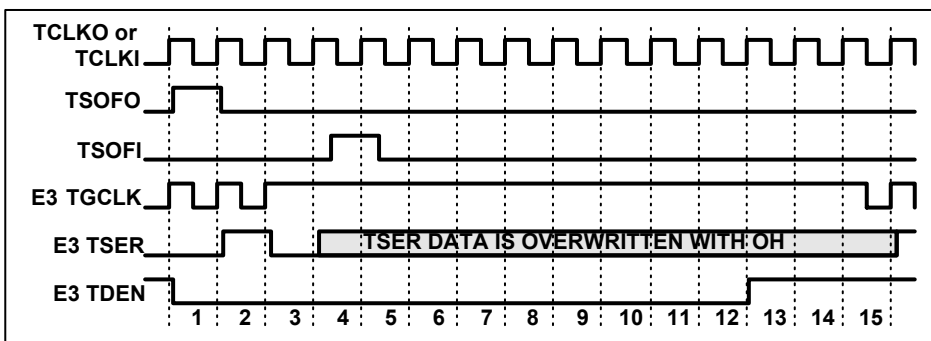 TCLKO or
TCLKI
TSOFO
TSOFI
E3 TGCLK
E3 TSER
TSER DATA IS OVERWRITTEN WITH OH
E3 TDEN
1 2 3 4 5 6 7 8 9 10 11 12 13 14 15